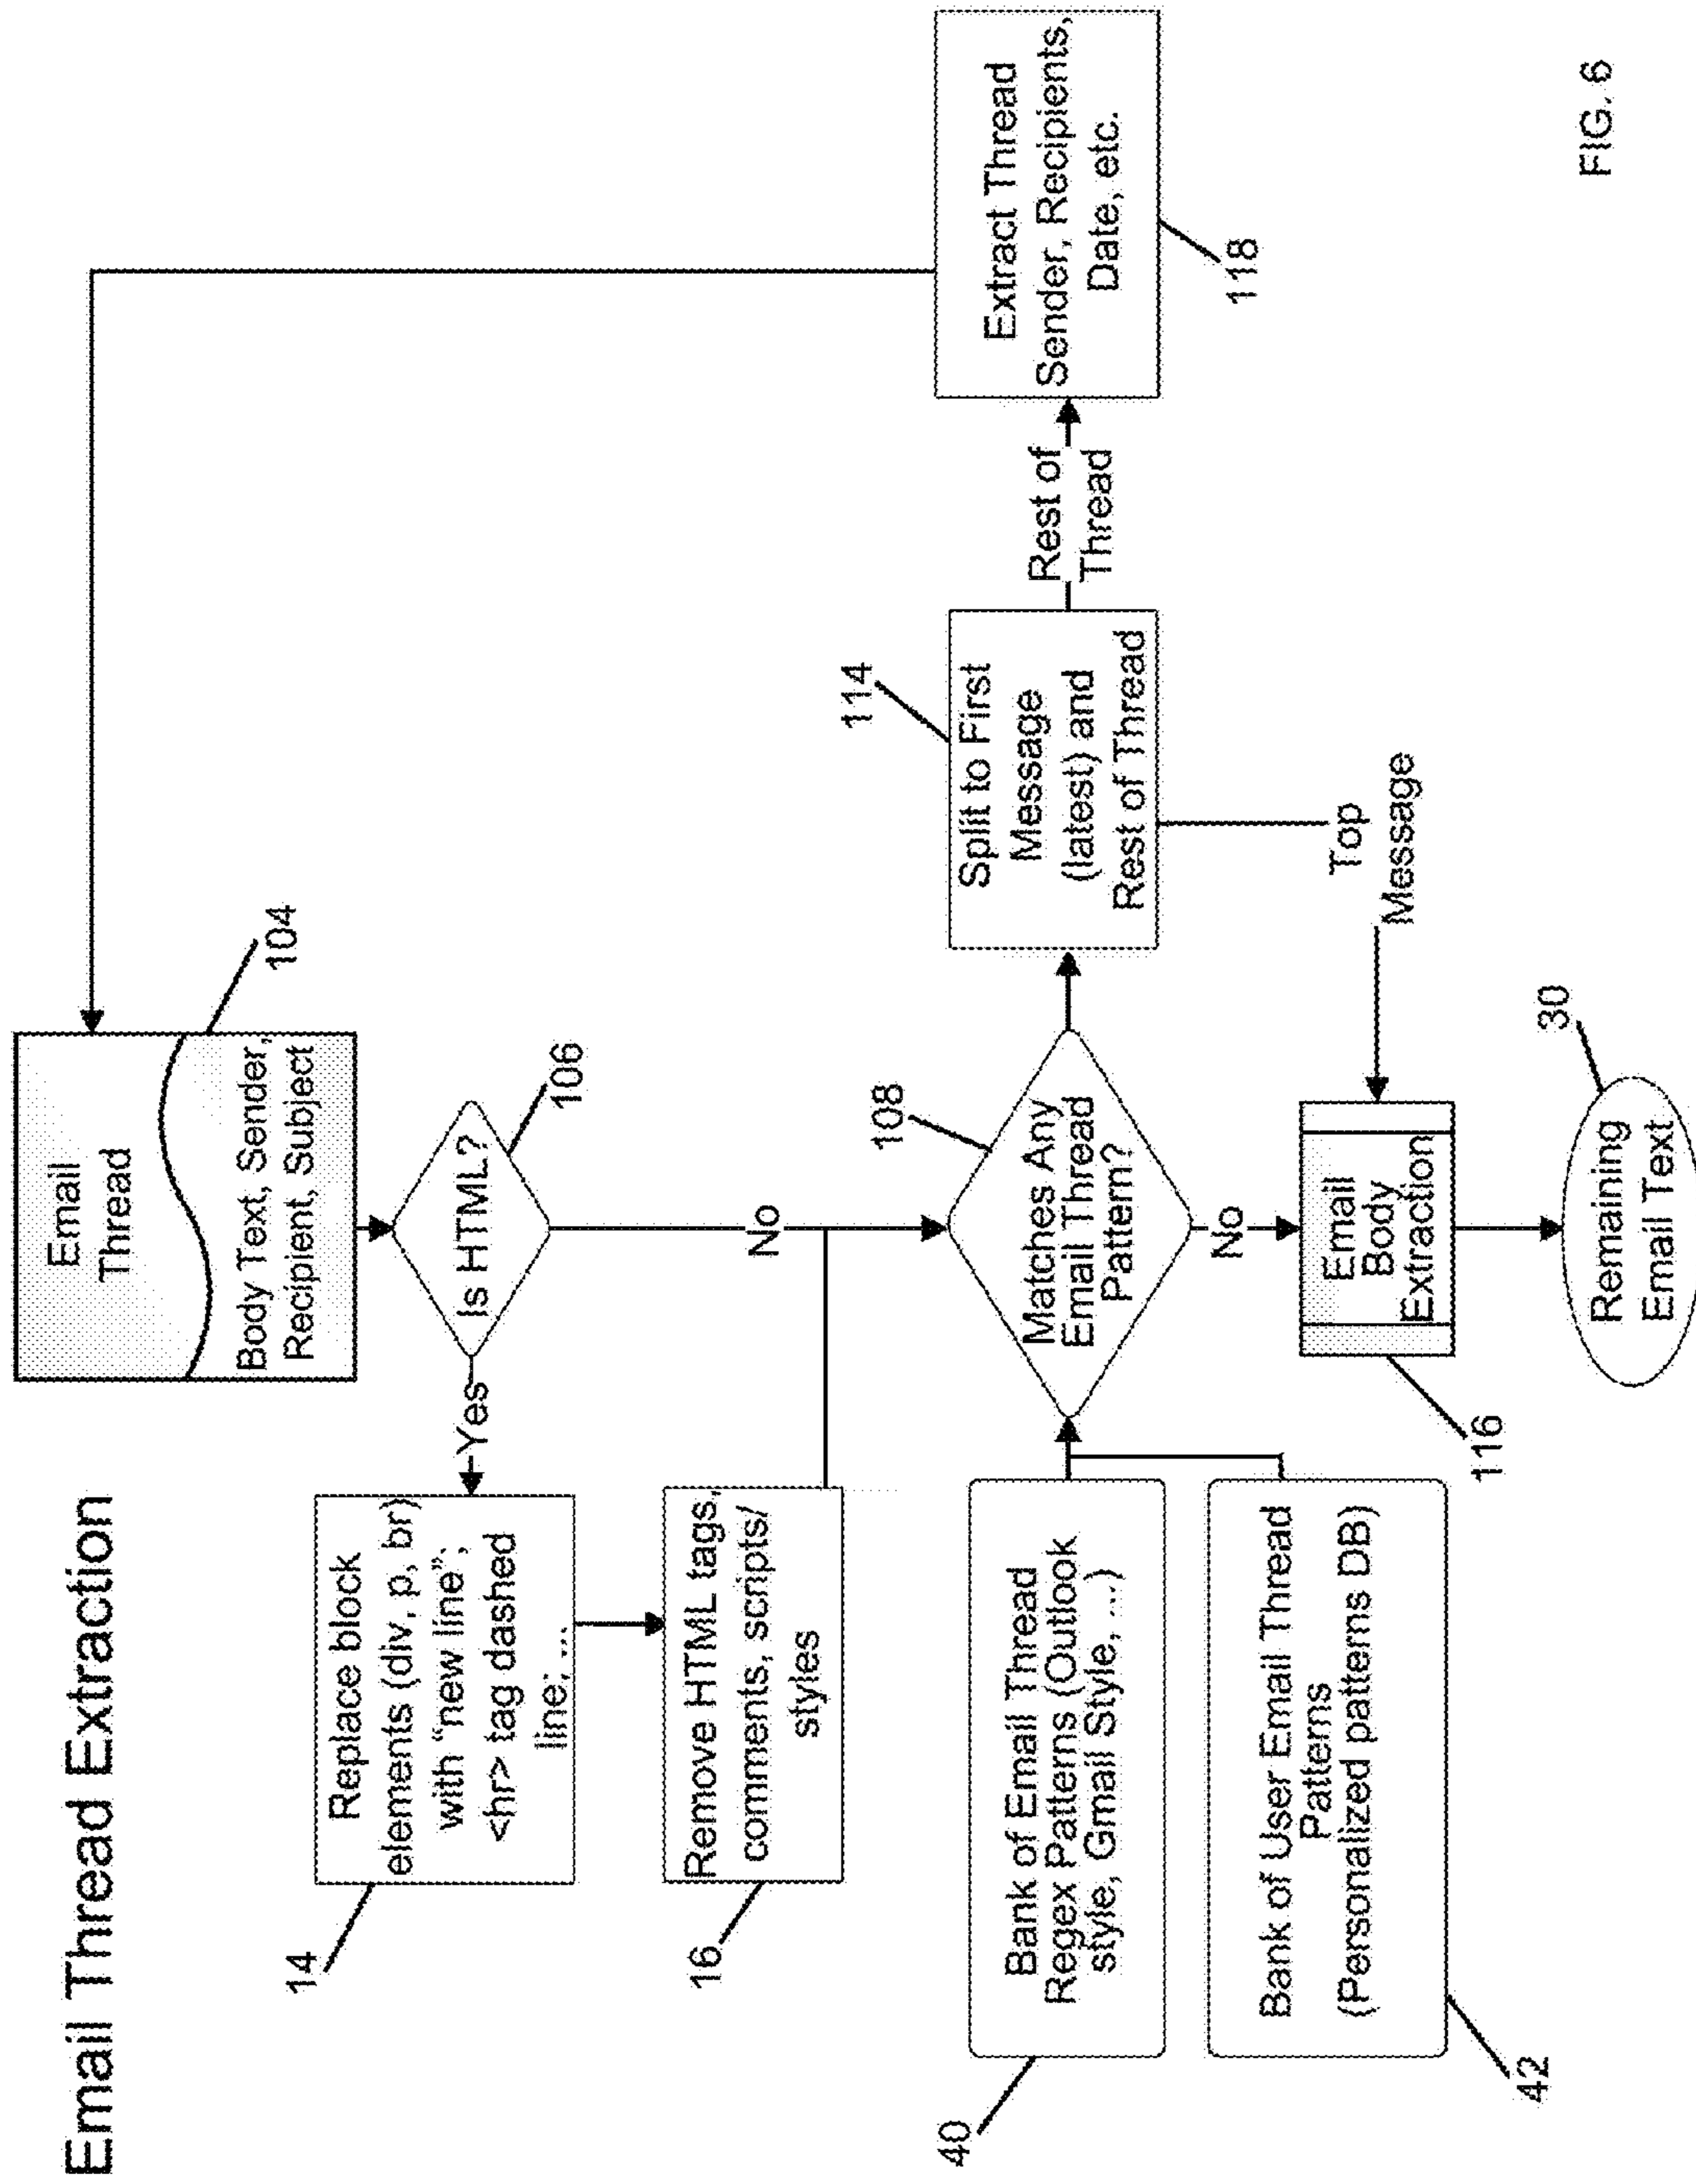 Email Thread Extraction
Email
Thread
104
Body Text, Sender,
Recipient, Subject
Is HTML?
106
Yes
No
14
Replace block
elements (div, p, br)
with “new line”;
<hr> tag dashed
line; ...
16
Remove HTML tags,
comments, scripts/
styles
40
Bank of Email Thread
Regex Patterns (Outlook
style, Gmail Style, ...)
42
Bank of User Email Thread
Patterns
(Personalized patterns DB)
108
Matches Any
Email Thread
Pattern?
No
114
Split to First
Message
(latest) and
Rest of Thread
Rest of
Thread
Extract Thread
Sender, Recipients,
Date, etc.
118
Top
Message
116
Email
Body
Extraction
30
Remaining
Email Text
FIG. 6